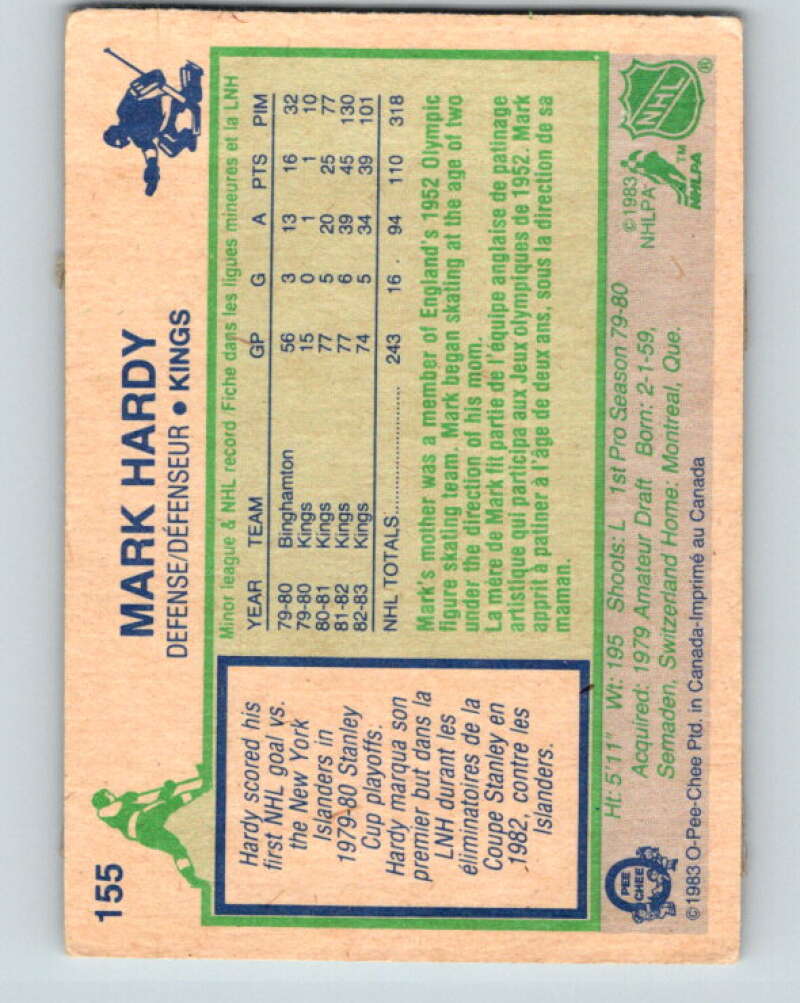 155
MARK HARDY
DEFENSE/DÉFENSEUR • KINGS
Hardy scored his
first NHL goal vs.
the New York
Islanders in
1979-80 Stanley
Cup playoffs.
Hardy marqua son
premier but dans la
LNH durant les
éliminatoires de la
Coupe Stanley en
1982, contre les
Islanders.
Minor league & NHL record Fiche dans les ligues mineures et la LNH
YEAR TEAM GP G A PTS PIM
79-80 Binghamton 56 3 13 16 32
79-80 Kings 15 0 1 1 10
80-81 Kings 77 5 20 25 77
81-82 Kings 77 6 39 45 130
82-83 Kings 74 5 34 39 101
NHL TOTALS.................... 243 16 94 110 318
Mark's mother was a member of England's 1952 Olympic
figure skating team. Mark began skating at the age of two
under the direction of his mom.
La mère de Mark fit partie de l'équipe anglaise de patinage
artistique qui participa aux Jeux olympiques de 1952. Mark
apprit à patiner à l'âge de deux ans, sous la direction de sa
maman.
Ht: 5'11" Wt: 195 Shoots: L 1st Pro Season 79-80
Acquired: 1979 Amateur Draft Born: 2-1-59,
Semaden, Switzerland Home: Montreal, Que.
©1983
NHLPA
NHLPA™
NHL®
O PEE CHEE
©1983 O-Pee-Chee Ptd. in Canada-Imprimé au Canada